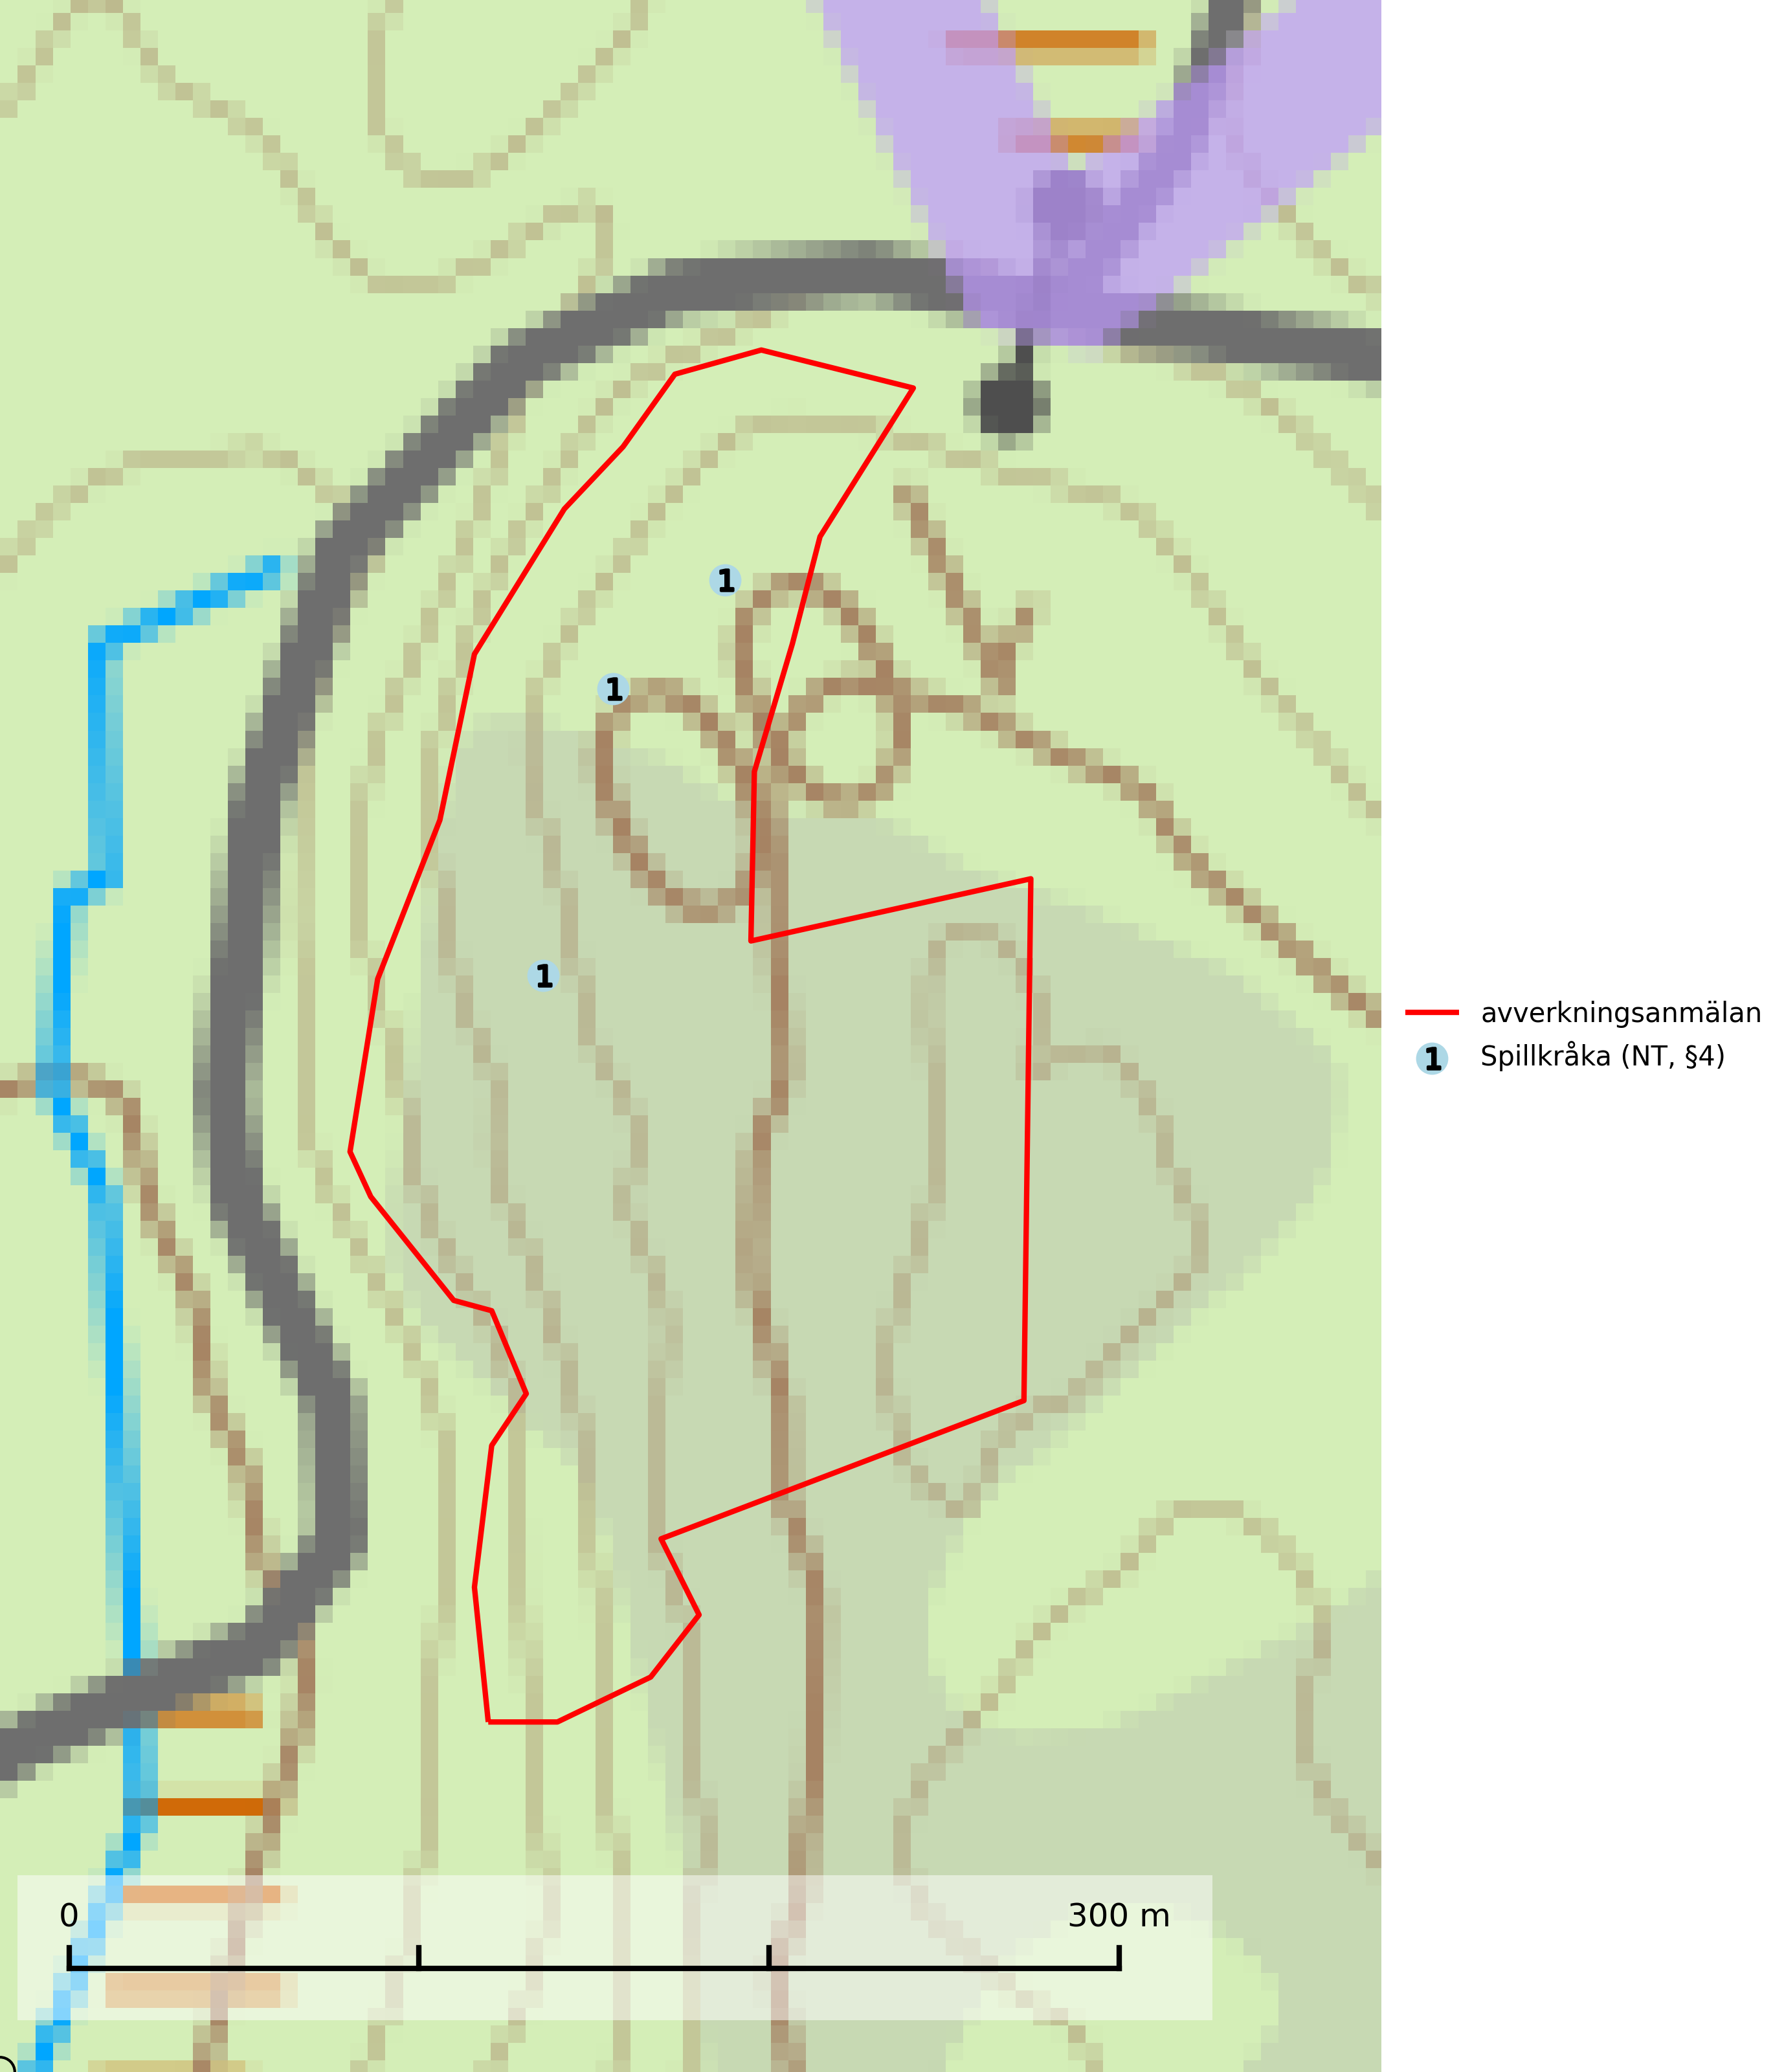 1
1
1
avverkningsanmälan
1 Spillkråka (NT, §4)
0 300 m